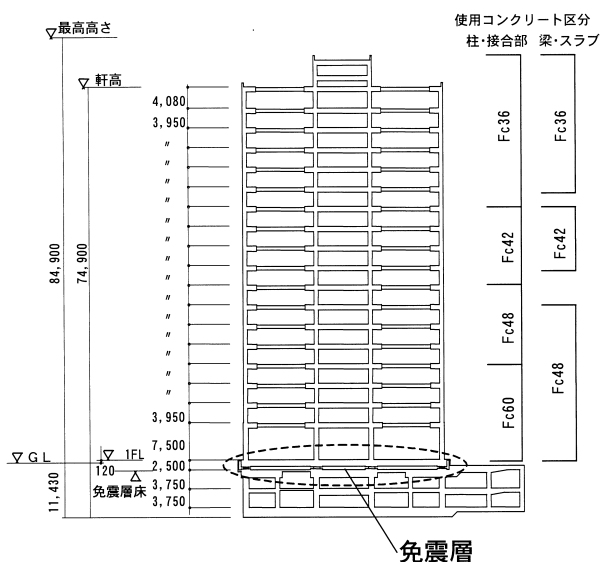 使用コンクリート区分
柱・接合部 梁・スラブ
最高高さ
軒高
4,080
3,950
〃
〃
〃
〃
〃
〃
〃
〃
〃
〃
〃
〃
〃
〃
3,950
7,500
2,500
3,750
3,750
84,900
74,900
11,430
GL
1FL
120
免震層床
Fc36
Fc42
Fc48
Fc60
Fc36
Fc42
Fc48
免震層